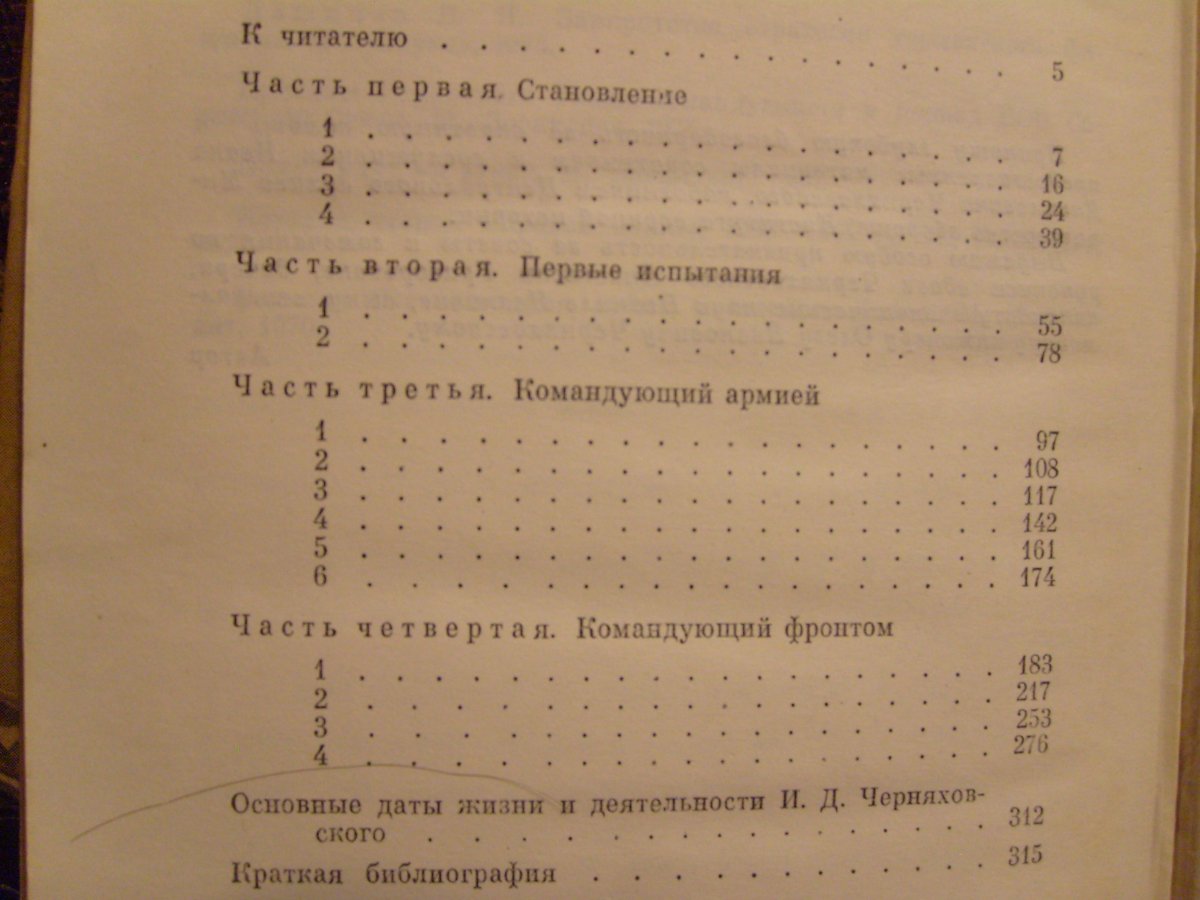 К читателю . . . . . . . . . . . . . . . 5
Часть первая. Становление
1 . . . . . . . . . . . . . . . . . 7
2 . . . . . . . . . . . . . . . . . 16
3 . . . . . . . . . . . . . . . . . 24
4 . . . . . . . . . . . . . . . . . 39
Часть вторая. Первые испытания
1 . . . . . . . . . . . . . . . . . 55
2 . . . . . . . . . . . . . . . . . 78
Часть третья. Командующий армией
1 . . . . . . . . . . . . . . . . . 97
2 . . . . . . . . . . . . . . . . . 108
3 . . . . . . . . . . . . . . . . . 117
4 . . . . . . . . . . . . . . . . . 142
5 . . . . . . . . . . . . . . . . . 161
6 . . . . . . . . . . . . . . . . . 174
Часть четвертая. Командующий фронтом
1 . . . . . . . . . . . . . . . . . 183
2 . . . . . . . . . . . . . . . . . 217
3 . . . . . . . . . . . . . . . . . 253
4 . . . . . . . . . . . . . . . . . 276
Основные даты жизни и деятельности И. Д. Черняхов-
ского . . . . . . . . . . . . . . . 312
Краткая библиография . . . . . . . . . . 315